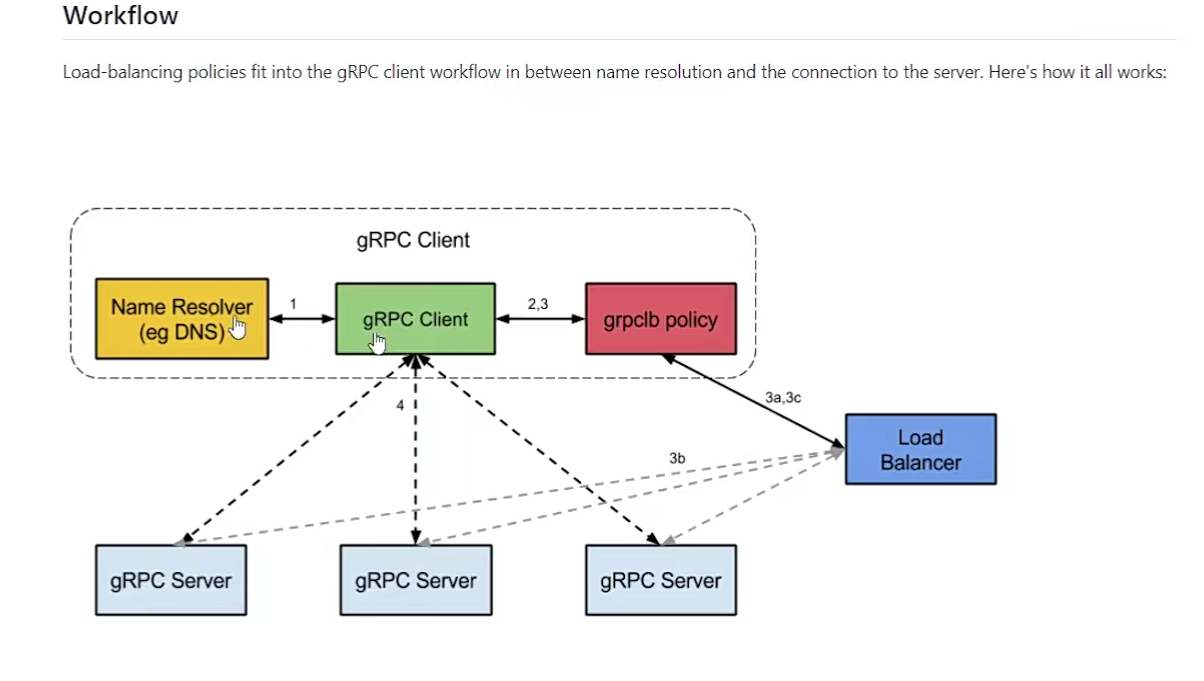 Workflow
Load-balancing policies fit into the gRPC client workflow in between name resolution and the connection to the server. Here's how it all works:
gRPC Client
Name Resolver
(eg DNS)
1
gRPC Client
2,3
grpclb policy
3a,3c
4
Load
Balancer
3b
gRPC Server
gRPC Server
gRPC Server